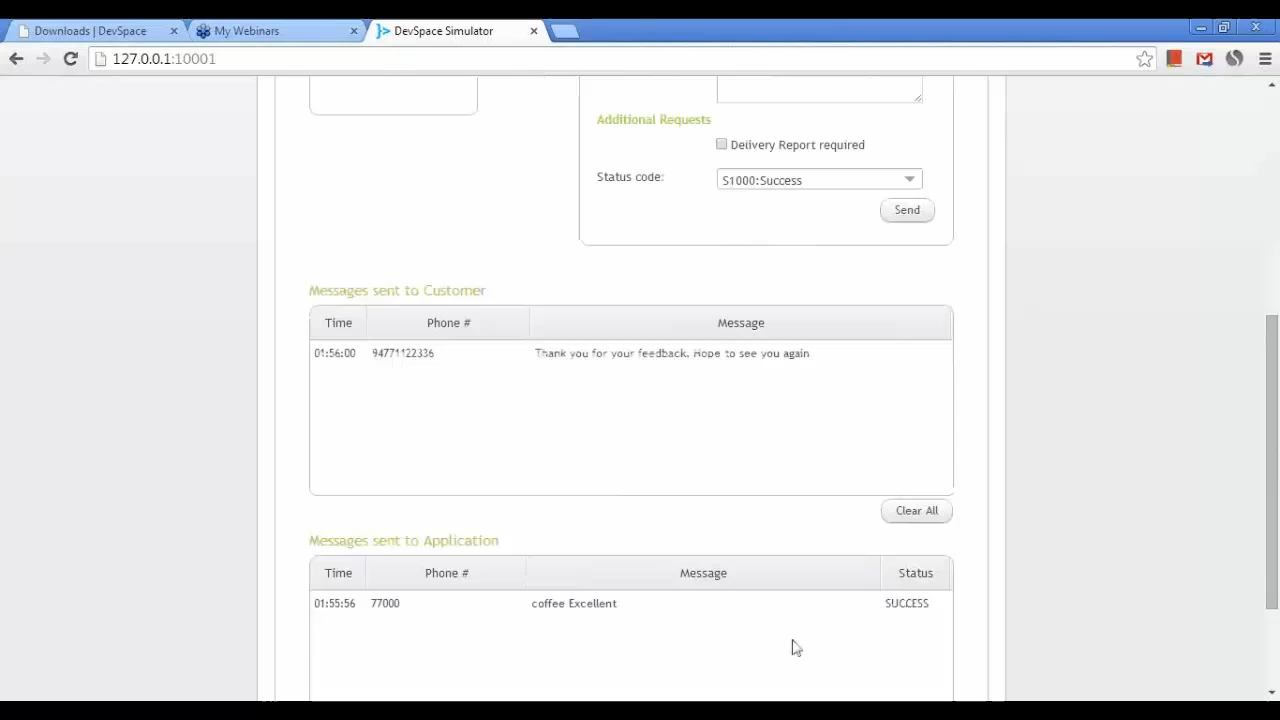 Downloads | DevSpace
My Webinars
DevSpace Simulator
127.0.0.1:10001
Additional Requests
Delivery Report required
Status code:
S1000:Success
Send
Messages sent to Customer
Time Phone # Message
01:56:00 94771122336 Thank you for your feedback. Hope to see you again
Clear All
Messages sent to Application
Time Phone # Message Status
01:55:56 77000 coffee Excellent SUCCESS